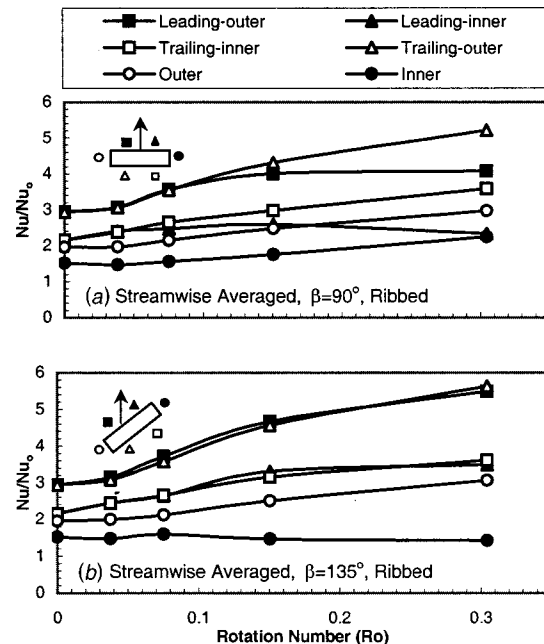 Leading-outer Leading-inner
Trailing-inner Trailing-outer
Outer Inner
6
5
4
3
2
1
0
Nu/Nuₒ
(a) Streamwise Averaged, β=90°, Ribbed
6
5
4
3
2
1
0
Nu/Nuₒ
(b) Streamwise Averaged, β=135°, Ribbed
0 0.1 0.2 0.3
Rotation Number (Ro)